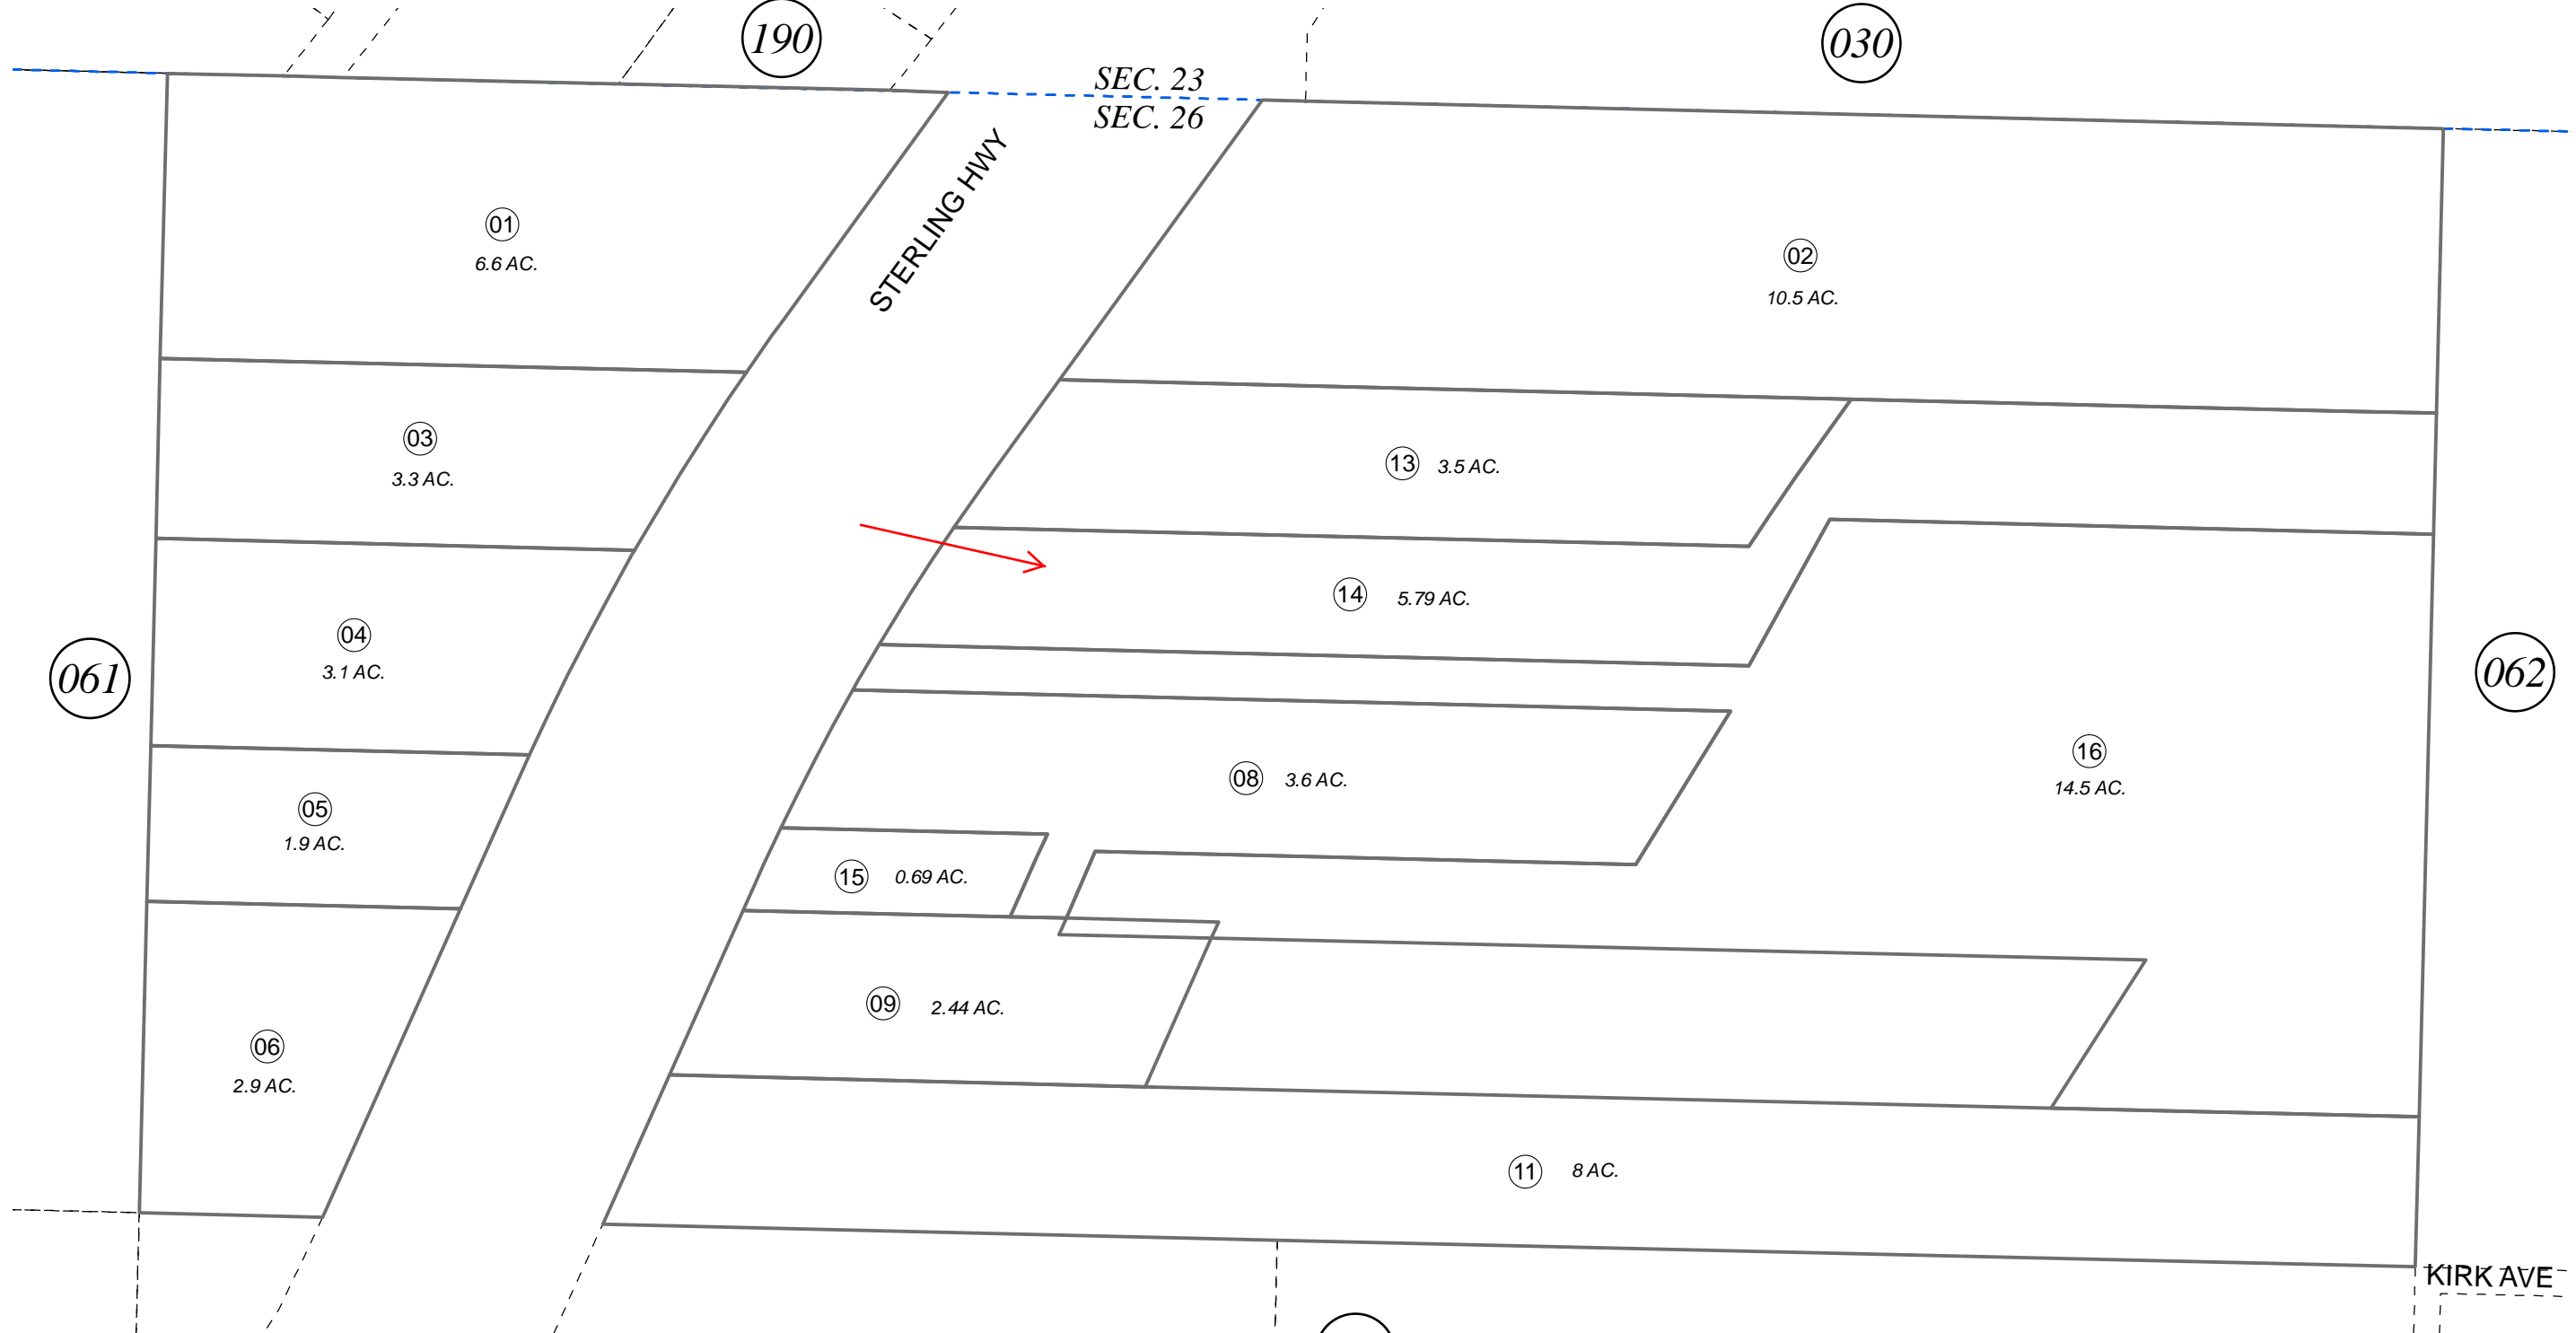 190
030
SEC. 23
SEC. 26
STERLING HWY
01
6.6 AC.
02
10.5 AC.
03
3.3 AC.
13 3.5 AC.
14 5.79 AC.
04
3.1 AC.
061
062
16
14.5 AC.
08 3.6 AC.
05
1.9 AC.
15 0.69 AC.
09 2.44 AC.
06
2.9 AC.
11 8 AC.
KIRK AVE